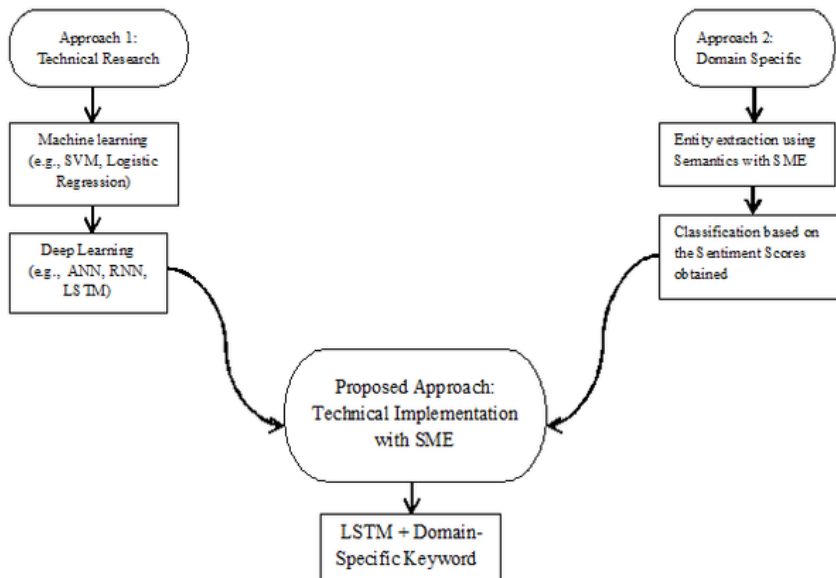 Approach 1:
Technical Research
Machine learning
(e.g., SVM, Logistic
Regression)
Deep Learning
(e.g., ANN, RNN,
LSTM)
Approach 2:
Domain Specific
Entity extraction using
Semantics with SME
Classification based on
the Sentiment Scores
obtained
Proposed Approach:
Technical Implementation
with SME
LSTM + Domain-
Specific Keyword